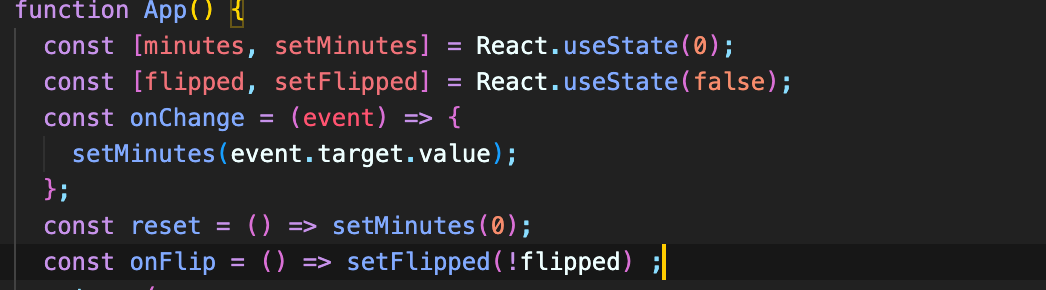 function App() {
const [minutes, setMinutes] = React.useState(0);
const [flipped, setFlipped] = React.useState(false);
const onChange = (event) => {
setMinutes(event.target.value);
};
const reset = () => setMinutes(0);
const onFlip = () => setFlipped(!flipped) ;